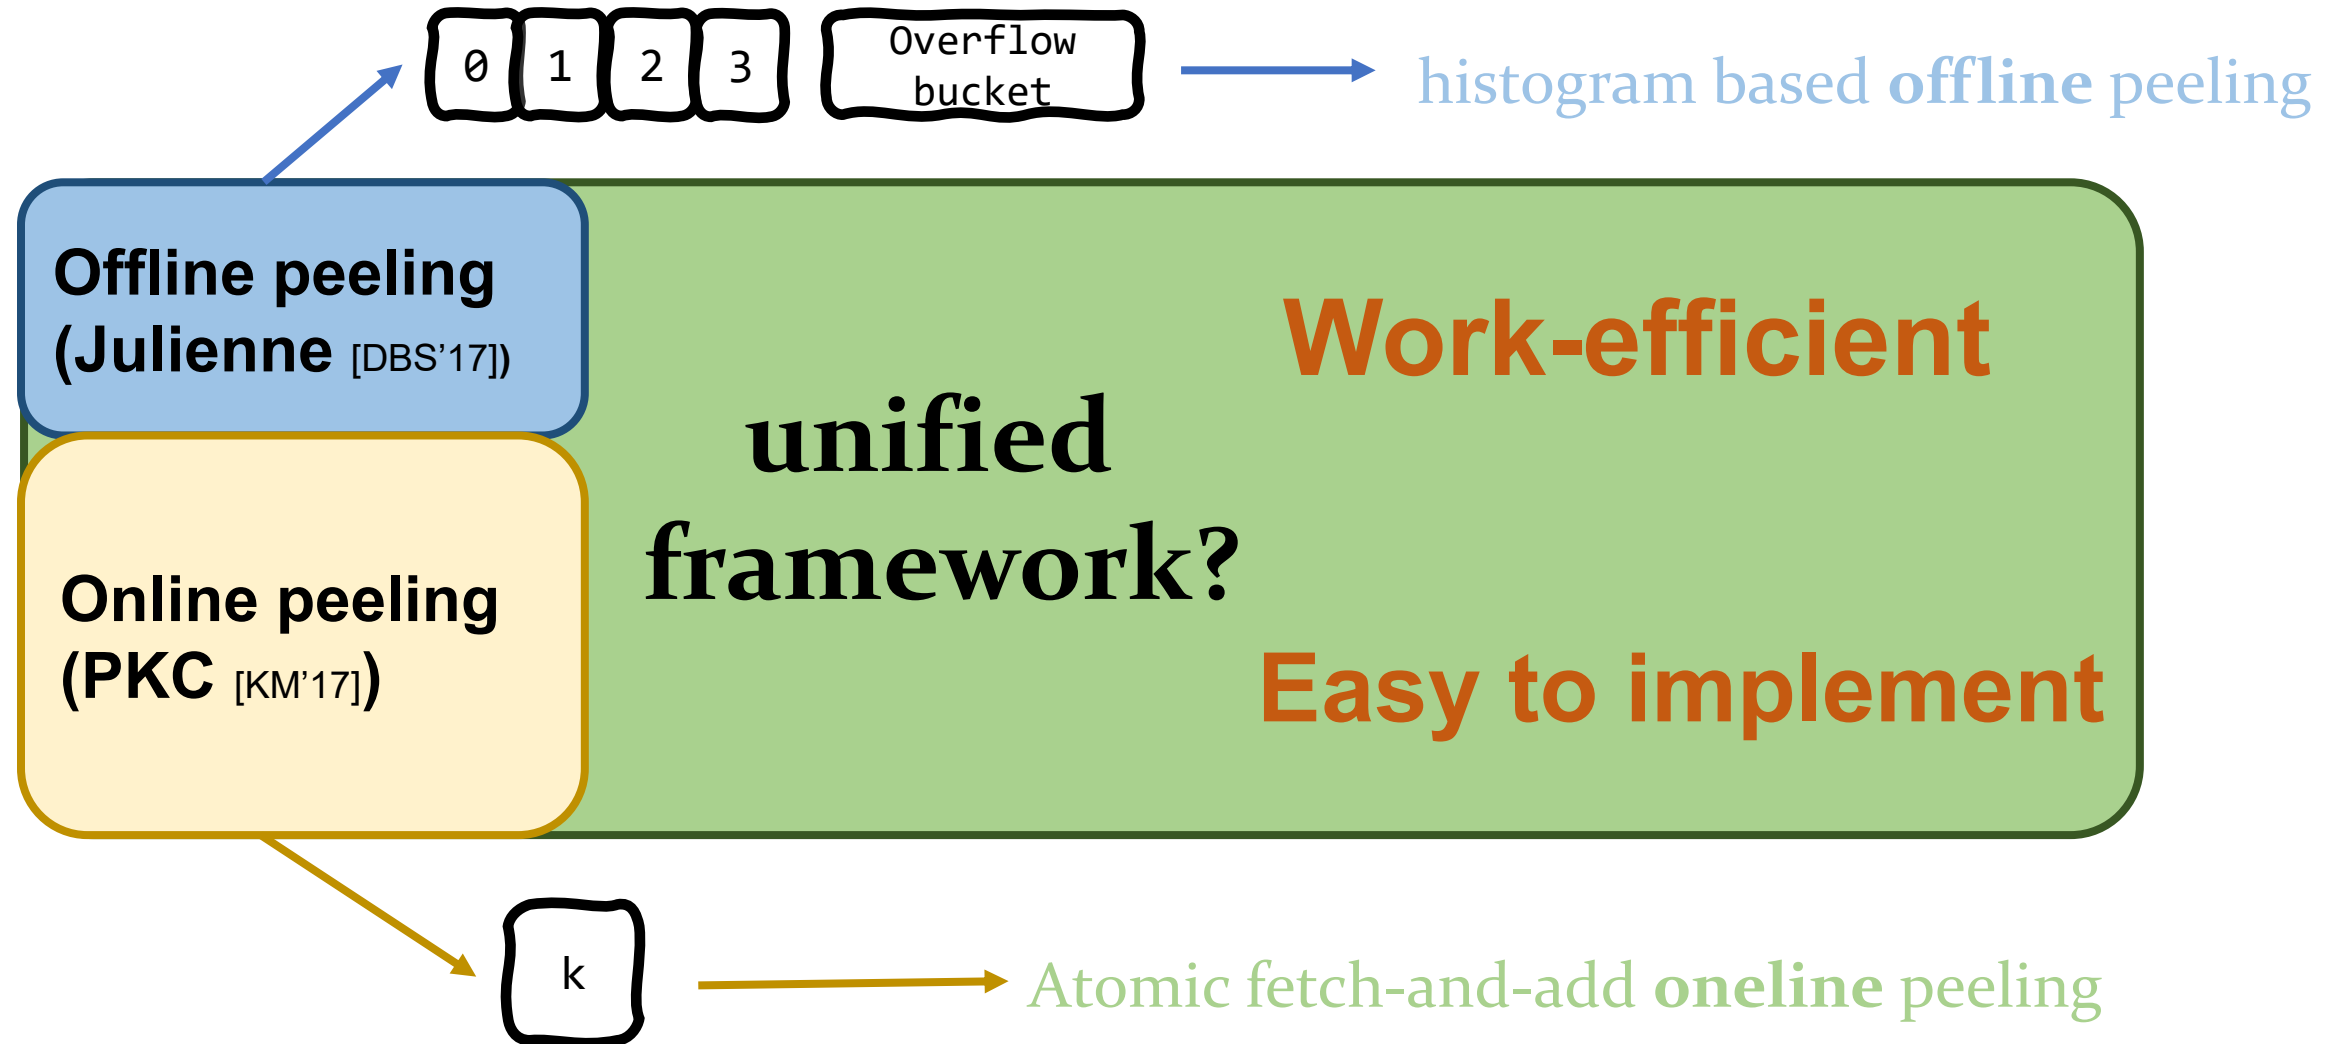 0 1 2 3
Overflow
bucket
histogram based offline peeling
Offline peeling
(Julienne [DBS’17])
Online peeling
(PKC [KM’17])
unified
framework?
Work-efficient
Easy to implement
k
Atomic fetch-and-add oneline peeling